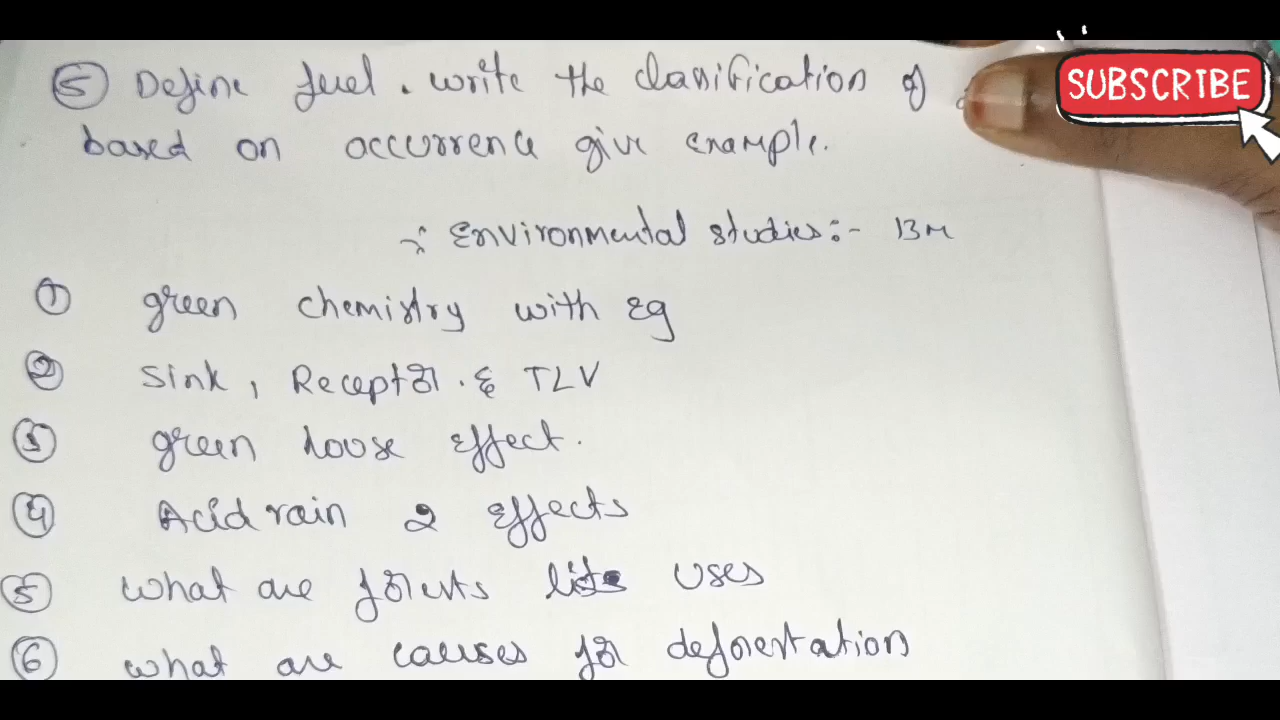 ⑤ Define fuel. write the classification of
SUBSCRIBE
based on occurrence give example.
:- Environmental studies:- 13M
① green chemistry with Eg
② Sink, Receptor. & TLV
③ green house effect.
④ Acid rain 2 effects
⑤ What are forests uses
⑥ what are causes for deforestation